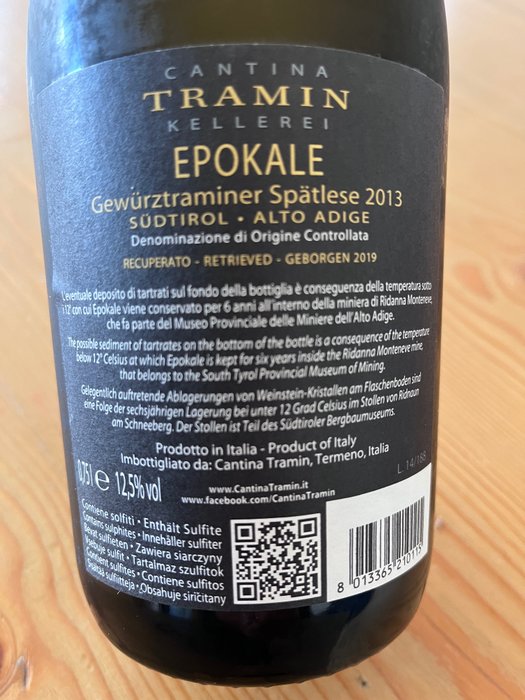 CANTINA
TRAMIN
KELLEREI
EPOKALE
Gewürztraminer Spätlese 2013
SÜDTIROL • ALTO ADIGE
Denominazione di Origine Controllata
RECUPERATO - RETRIEVED - GEBORGEN 2019
L'eventuale deposito di tartrati sul fondo della bottiglia è conseguenza della temperatura sotto
i 12° con cui Epokale viene conservato per 6 anni all'interno della miniera di Ridanna Monteneve,
che fa parte del Museo Provinciale delle Miniere dell'Alto Adige.
The possible sediment of tartrates on the bottom of the bottle is a consequence of the temperature
below 12° Celsius at which Epokale is kept for six years inside the Ridanna Monteneve mine,
that belongs to the South Tyrol Provincial Museum of Mining.
Gelegentlich auftretende Ablagerungen von Weinstein-Kristallen am Flaschenboden sind
eine Folge der sechsjährigen Lagerung bei unter 12 Grad Celsius im Stollen von Ridnaun
am Schneeberg. Der Stollen ist Teil des Südtiroler Bergbaumuseums.
Prodotto in Italia - Product of Italy
Imbottigliato da: Cantina Tramin, Termeno, Italia
0,75 l e 12,5% vol
L. 14/188
www.CantinaTramin.it
www.facebook.com/CantinaTramin
Contiene solfiti • Enthält Sulfite
Contains sulphites • Innehåller sulfiter
Bevat sulfieten • Zawiera siarczyny
sulfit • Tartalmaz szulfitok
Contient sulfites • Contiene sulfitos
sulfitteja • Obsahuje siričitany
8 013365 210113